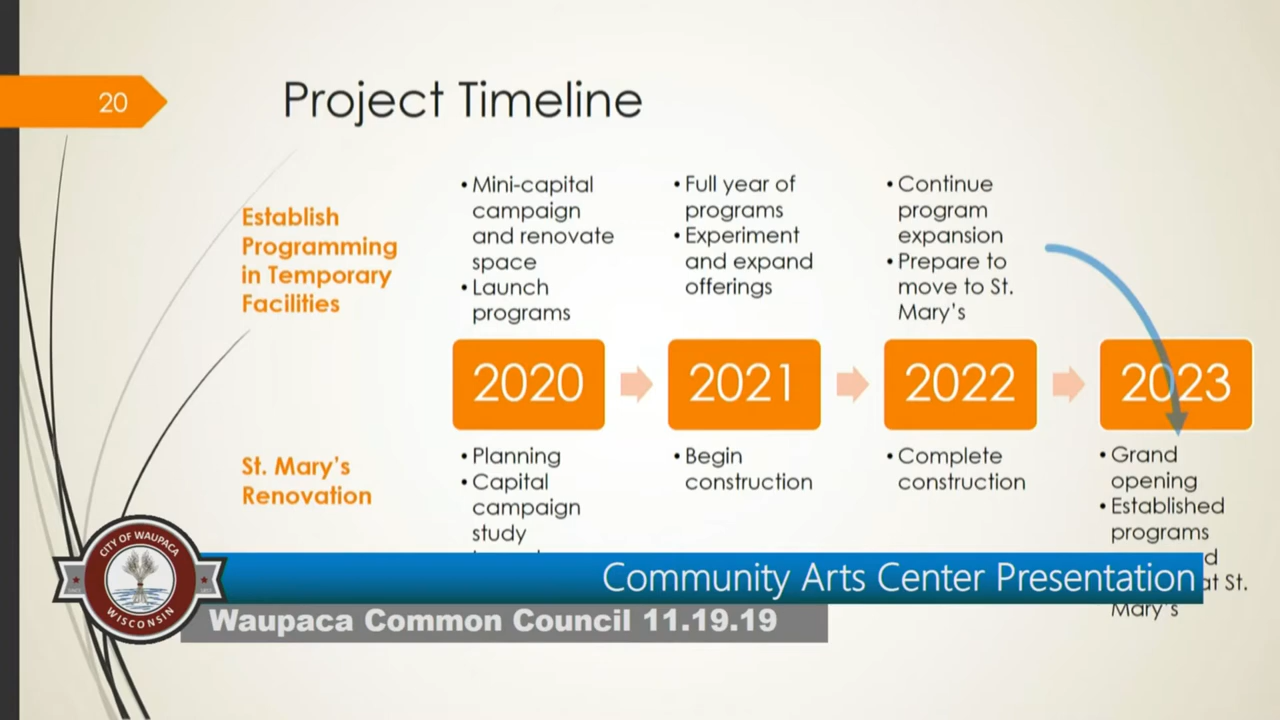 20
Project Timeline
Establish
Programming
in Temporary
Facilities
• Mini-capital
campaign
and renovate
space
• Launch
programs
• Full year of
programs
• Experiment
and expand
offerings
• Continue
program
expansion
• Prepare to
move to St.
Mary's
2020
2021
2022
2023
St. Mary's
Renovation
• Planning
• Capital
campaign
study
• Begin
construction
• Complete
construction
• Grand
opening
• Established
programs
at St.
Mary's
CITY OF WAUPACA
WISCONSIN
SINCE
Community Arts Center Presentation
Waupaca Common Council 11.19.19